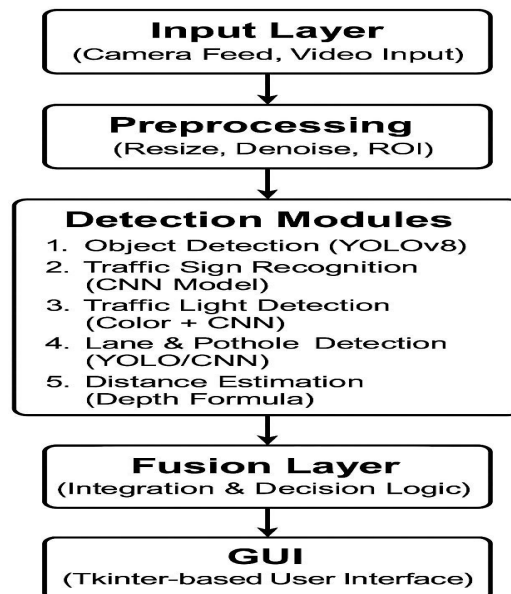 Input Layer
(Camera Feed, Video Input)
Preprocessing
(Resize, Denoise, ROI)
Detection Modules
1. Object Detection (YOLOv8)
2. Traffic Sign Recognition
(CNN Model)
3. Traffic Light Detection
(Color + CNN)
4. Lane & Pothole Detection
(YOLO/CNN)
5. Distance Estimation
(Depth Formula)
Fusion Layer
(Integration & Decision Logic)
GUI
(Tkinter-based User Interface)